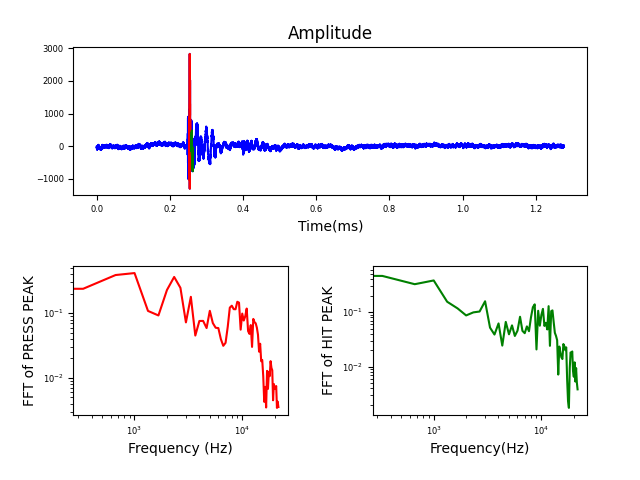 Amplitude
3000
2000
1000
0
−1000
0.0 0.2 0.4 0.6 0.8 1.0 1.2
Time(ms)
FFT of PRESS PEAK
10⁻¹
10⁻²
10³ 10⁴
Frequency (Hz)
FFT of HIT PEAK
10⁻¹
10⁻²
10³ 10⁴
Frequency(Hz)